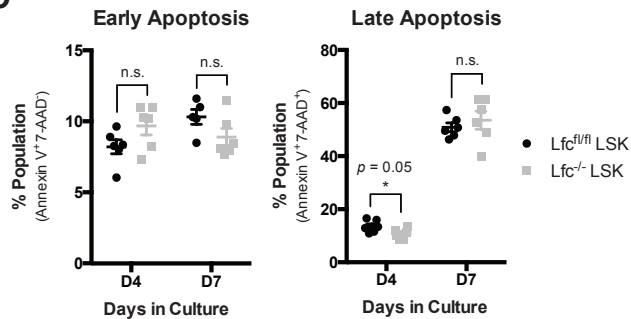 Early Apoptosis
% Population
(Annexin V⁺7-AAD⁻)
15
10
5
0
n.s.
n.s.
D4
D7
Days in Culture
Late Apoptosis
% Population
(Annexin V⁺7-AAD⁺)
80
60
40
20
0
p = 0.05
*
n.s.
D4
D7
Days in Culture
Lfcᶠˡ/ᶠˡ LSK
Lfc⁻/⁻ LSK